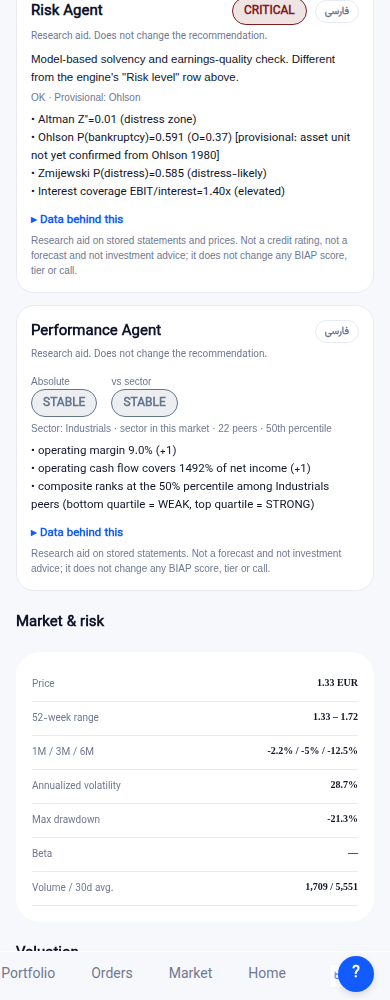 Risk Agent
CRITICAL
فارسی
Research aid. Does not change the recommendation.
Model-based solvency and earnings-quality check. Different
from the engine's "Risk level" row above.
OK · Provisional: Ohlson
• Altman Z''=0.01 (distress zone)
• Ohlson P(bankruptcy)=0.591 (O=0.37) [provisional: asset unit
not yet confirmed from Ohlson 1980]
• Zmijewski P(distress)=0.585 (distress-likely)
• Interest coverage EBIT/interest=1.40x (elevated)
▸ Data behind this
Research aid on stored statements and prices. Not a credit rating, not a
forecast and not investment advice; it does not change any BIAP score,
tier or call.
Performance Agent
فارسی
Research aid. Does not change the recommendation.
Absolute
vs sector
STABLE
STABLE
Sector: Industrials · sector in this market · 22 peers · 50th percentile
• operating margin 9.0% (+1)
• operating cash flow covers 1492% of net income (+1)
• composite ranks at the 50% percentile among Industrials
peers (bottom quartile = WEAK, top quartile = STRONG)
▸ Data behind this
Research aid on stored statements. Not a forecast and not investment
advice; it does not change any BIAP score, tier or call.
Market & risk
Price 1.33 EUR
52-week range 1.33 – 1.72
1M / 3M / 6M -2.2% / -5% / -12.5%
Annualized volatility 28.7%
Max drawdown -21.3%
Beta —
Volume / 30d avg. 1,709 / 5,551
Valuation
Portfolio Orders Market Home
?